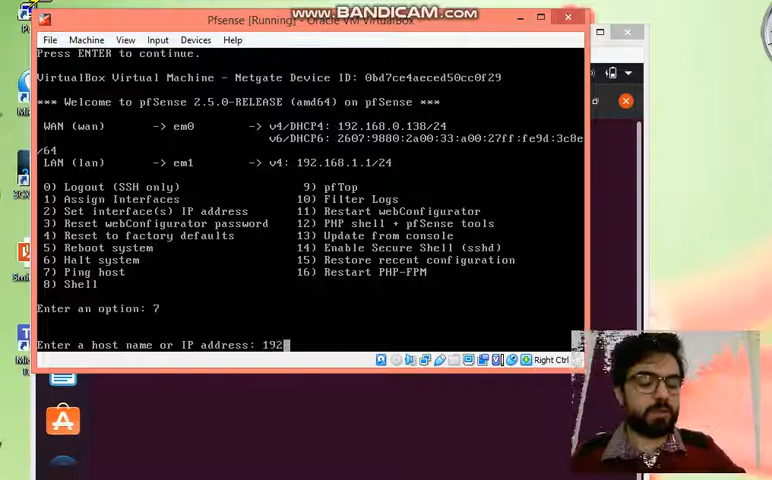 www.BANDICAM.com
Pfsense [Running] - Oracle VM VirtualBox
File Machine View Input Devices Help
Press ENTER to continue.
VirtualBox Virtual Machine - Netgate Device ID: 0bd7ce4aeced50cc0f29
*** Welcome to pfSense 2.5.0-RELEASE (amd64) on pfSense ***
WAN (wan) -> em0 -> v4/DHCP4: 192.168.0.138/24
v6/DHCP6: 2607:9880:2a00:33:a00:27ff:fe9d:3c8e
/64
LAN (lan) -> em1 -> v4: 192.168.1.1/24
0) Logout (SSH only) 9) pfTop
1) Assign Interfaces 10) Filter Logs
2) Set interface(s) IP address 11) Restart webConfigurator
3) Reset webConfigurator password 12) PHP shell + pfSense tools
4) Reset to factory defaults 13) Update from console
5) Reboot system 14) Enable Secure Shell (sshd)
6) Halt system 15) Restore recent configuration
7) Ping host 16) Restart PHP-FPM
8) Shell
Enter an option: 7
Enter a host name or IP address: 192
Right Ctrl